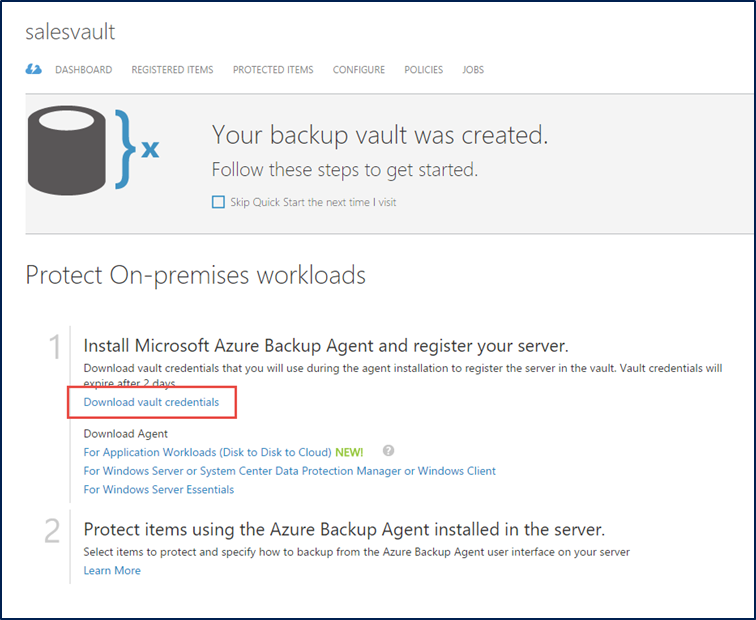 salesvault
DASHBOARD REGISTERED ITEMS PROTECTED ITEMS CONFIGURE POLICIES JOBS
} x
Your backup vault was created.
Follow these steps to get started.
Skip Quick Start the next time I visit
Protect On-premises workloads
1
Install Microsoft Azure Backup Agent and register your server.
Download vault credentials that you will use during the agent installation to register the server in the vault. Vault credentials will
expire after 2 days
Download vault credentials
Download Agent
For Application Workloads (Disk to Disk to Cloud) NEW! ?
For Windows Server or System Center Data Protection Manager or Windows Client
For Windows Server Essentials
2
Protect items using the Azure Backup Agent installed in the server.
Select items to protect and specify how to backup from the Azure Backup Agent user interface on your server
Learn More